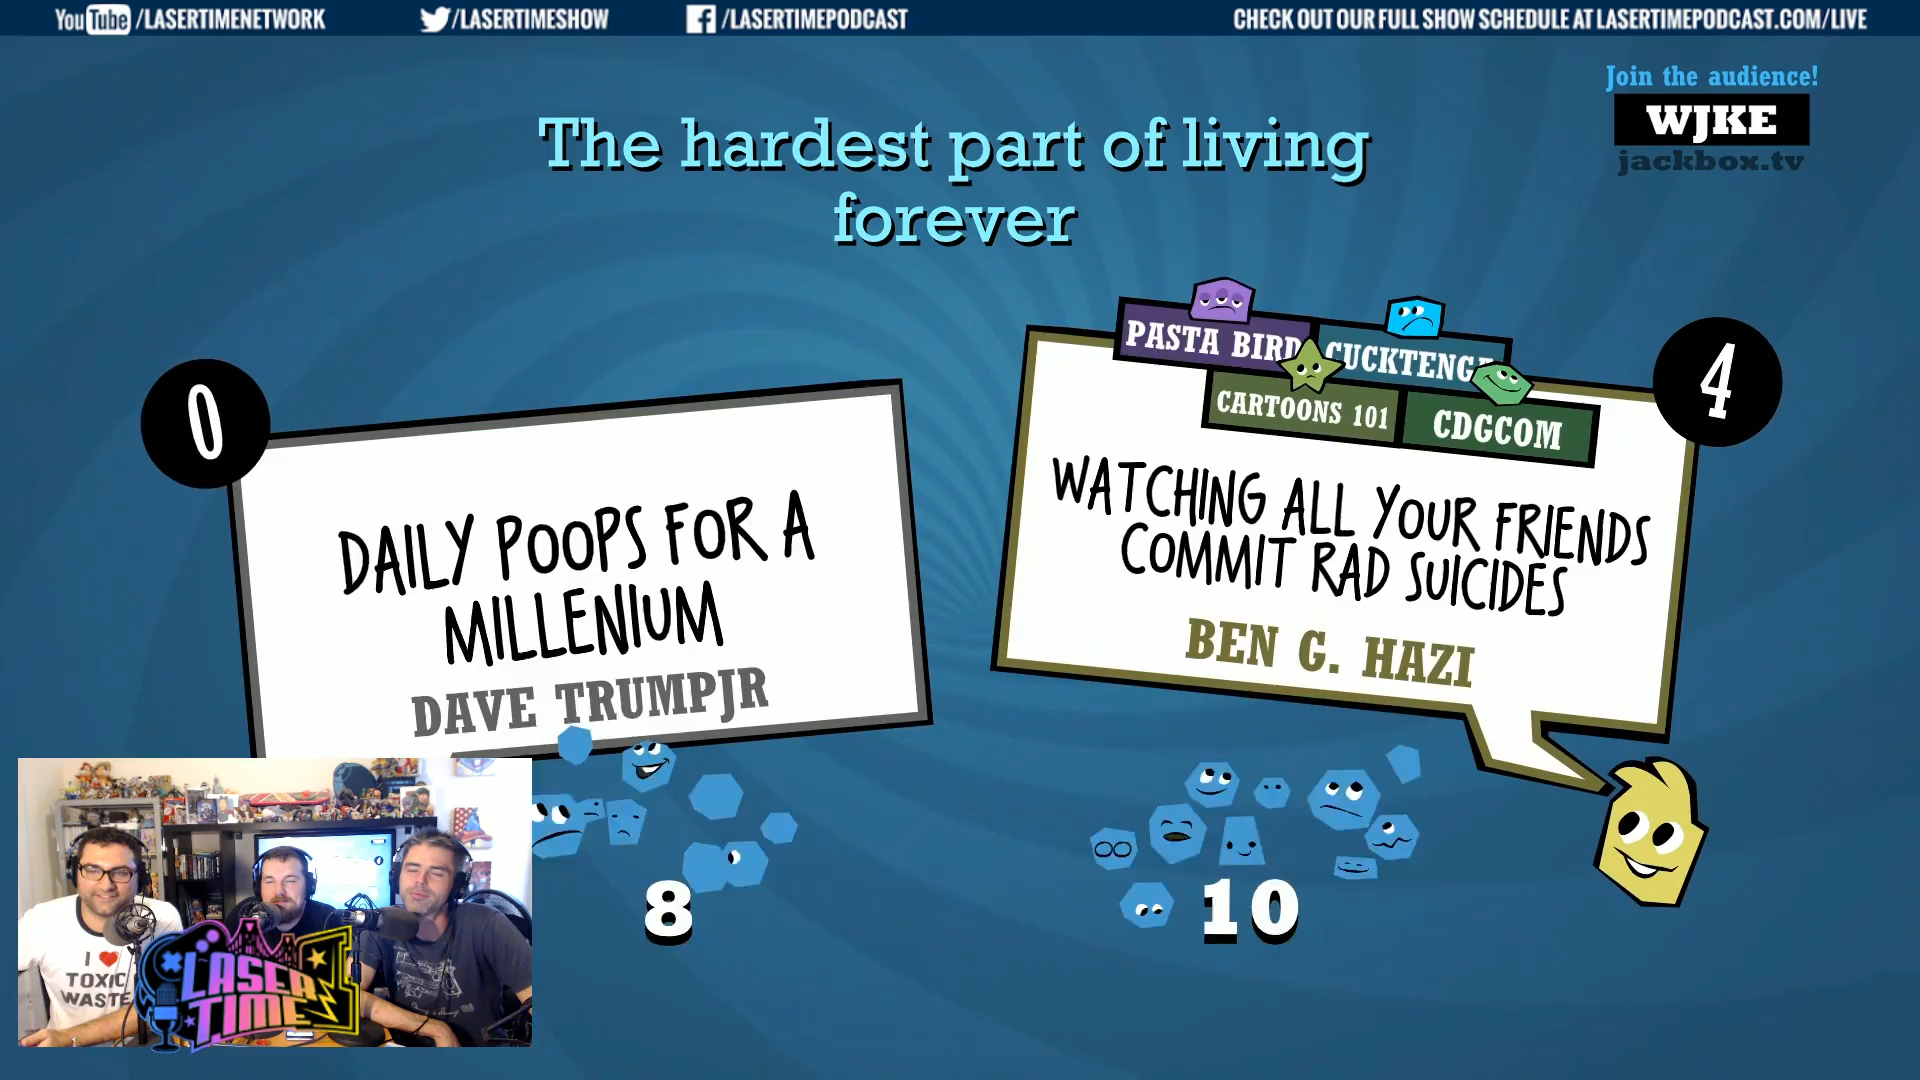 YouTube /LASERTIMENETWORK
/LASERTIMESHOW
/LASERTIMEPODCAST
CHECK OUT OUR FULL SHOW SCHEDULE AT LASERTIMEPODCAST.COM/LIVE
Join the audience!
WJKE
jackbox.tv
The hardest part of living
forever
0
DAILY POOPS FOR A
MILLENIUM
DAVE TRUMPJR
8
4
PASTA BIRD
CUCKTENGA
CARTOONS 101
CDGCOM
WATCHING ALL YOUR FRIENDS
COMMIT RAD SUICIDES
BEN G. HAZI
10
I
TOXIC
WASTE
LASER
TIME